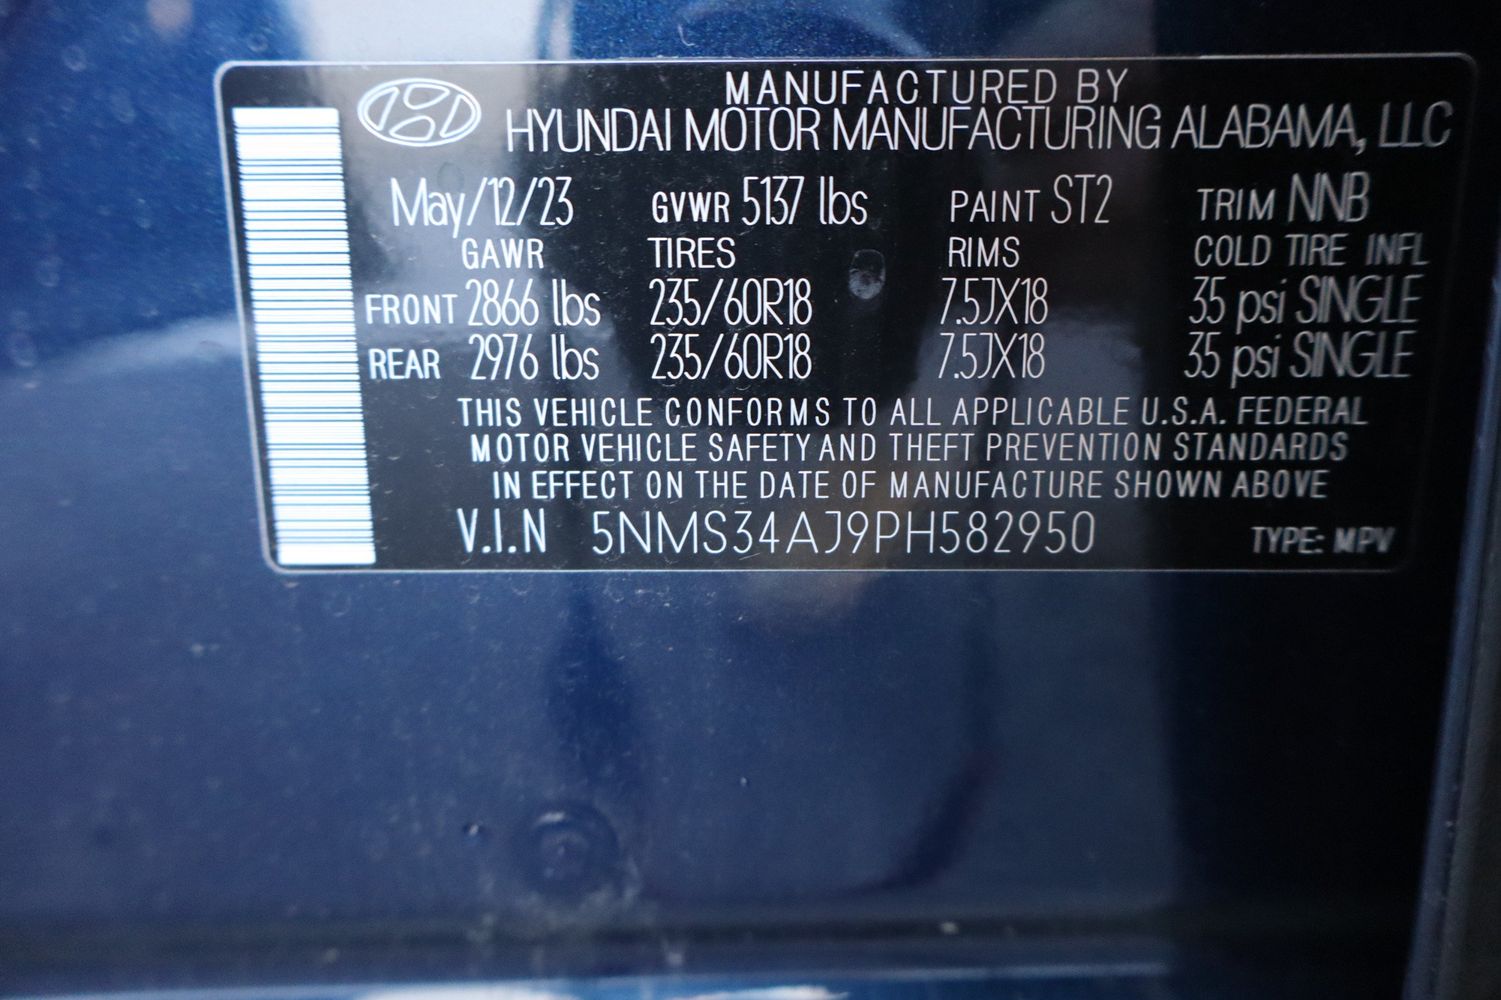 MANUFACTURED BY
HYUNDAI MOTOR MANUFACTURING ALABAMA, LLC
May/12/23 GVWR 5137 lbs PAINT ST2 TRIM NNB
GAWR TIRES RIMS COLD TIRE INFL
FRONT 2866 lbs 235/60R18 7.5JX18 35 psi SINGLE
REAR 2976 lbs 235/60R18 7.5JX18 35 psi SINGLE
THIS VEHICLE CONFORMS TO ALL APPLICABLE U.S.A. FEDERAL
MOTOR VEHICLE SAFETY AND THEFT PREVENTION STANDARDS
IN EFFECT ON THE DATE OF MANUFACTURE SHOWN ABOVE
V.I.N 5NMS34AJ9PH582950 TYPE: MPV